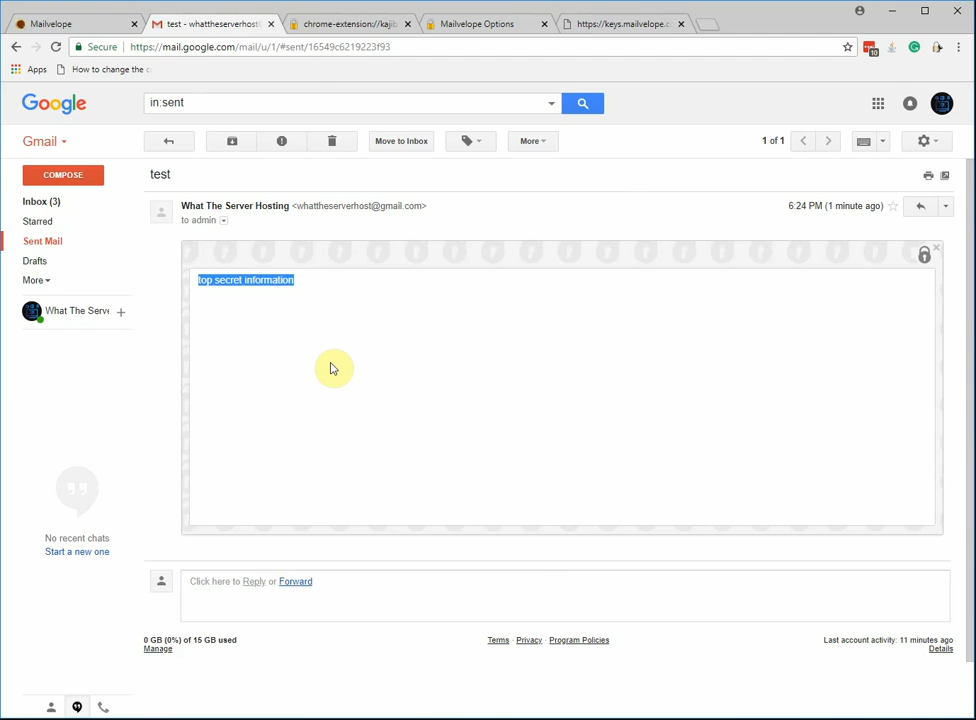 Mailvelope
test - whattheserverhost
chrome-extension://kajib
Mailvelope Options
https://keys.mailvelope.c
Secure
https://mail.google.com/mail/u/1/#sent/16549c6219223f93
10
Apps
How to change the c
Google
in:sent
Gmail
Move to Inbox
More
1 of 1
COMPOSE
test
Inbox (3)
What The Server Hosting <whattheserverhost@gmail.com>
6:24 PM (1 minute ago)
to admin
Starred
Sent Mail
Drafts
More
top secret information
What The Serve
No recent chats
Start a new one
Click here to Reply or Forward
0 GB (0%) of 15 GB used
Manage
Terms · Privacy · Program Policies
Last account activity: 11 minutes ago
Details